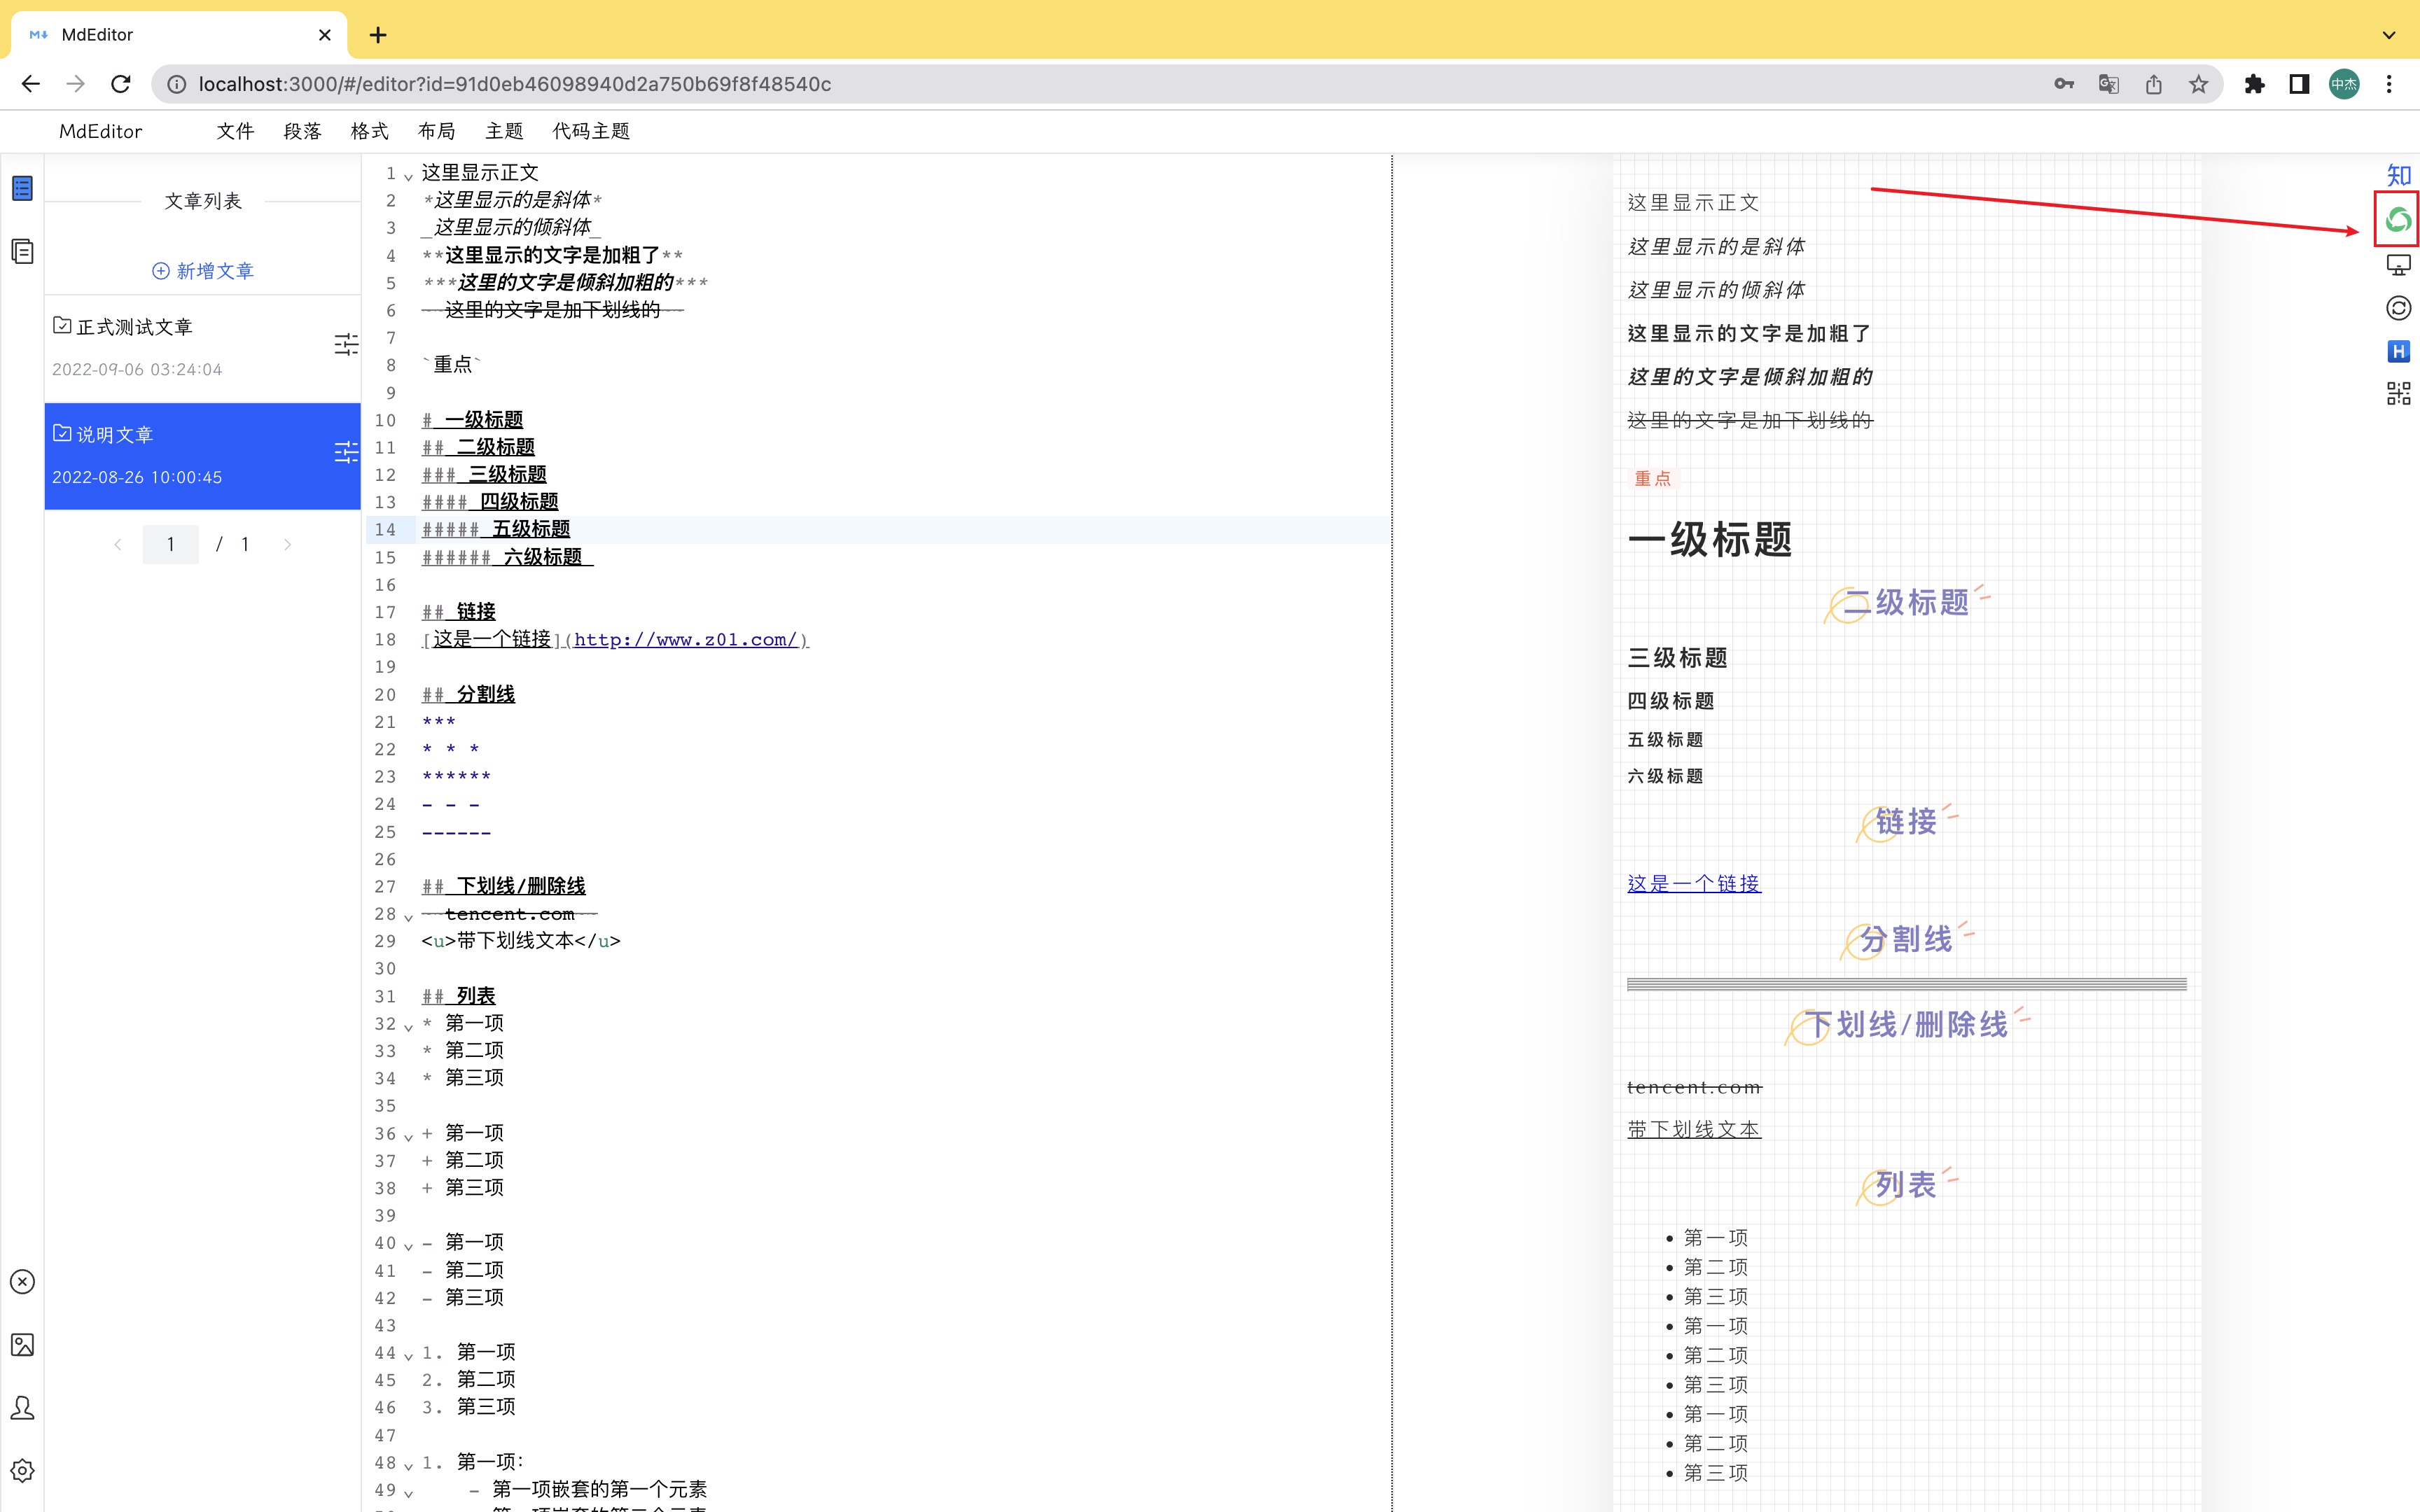 MdEditor
localhost:3000/#/editor?id=91d0eb46098940d2a750b69f8f48540c
中杰
MdEditor 文件 段落 格式 布局 主题 代码主题
文章列表
新增文章
正式测试文章
2022-09-06 03:24:04
说明文章
2022-08-26 10:00:45
1 / 1
1 这里显示正文
2 *这里显示的是斜体*
3 _这里显示的倾斜体_
4 **这里显示的文字是加粗了**
5 ***这里的文字是倾斜加粗的***
6 ~~这里的文字是加下划线的~~
7
8 `重点`
9
10 # 一级标题
11 ## 二级标题
12 ### 三级标题
13 #### 四级标题
14 ##### 五级标题
15 ###### 六级标题
16
17 ## 链接
18 [这是一个链接](http://www.z01.com/)
19
20 ## 分割线
21 ***
22 * * *
23 ******
24 - - -
25 ------
26
27 ## 下划线/删除线
28 ~~tencent.com~~
29 <u>带下划线文本</u>
30
31 ## 列表
32 * 第一项
33 * 第二项
34 * 第三项
35
36 + 第一项
37 + 第二项
38 + 第三项
39
40 - 第一项
41 - 第二项
42 - 第三项
43
44 1. 第一项
45 2. 第二项
46 3. 第三项
47
48 1. 第一项:
49 - 第一项嵌套的第一个元素
这里显示正文
这里显示的是斜体
这里显示的倾斜体
这里显示的文字是加粗了
这里的文字是倾斜加粗的
这里的文字是加下划线的
重点
一级标题
二级标题
三级标题
四级标题
五级标题
六级标题
链接
这是一个链接
分割线
下划线/删除线
tencent.com
带下划线文本
列表
• 第一项
• 第二项
• 第三项
• 第一项
• 第二项
• 第三项
• 第一项
• 第二项
• 第三项
知
H